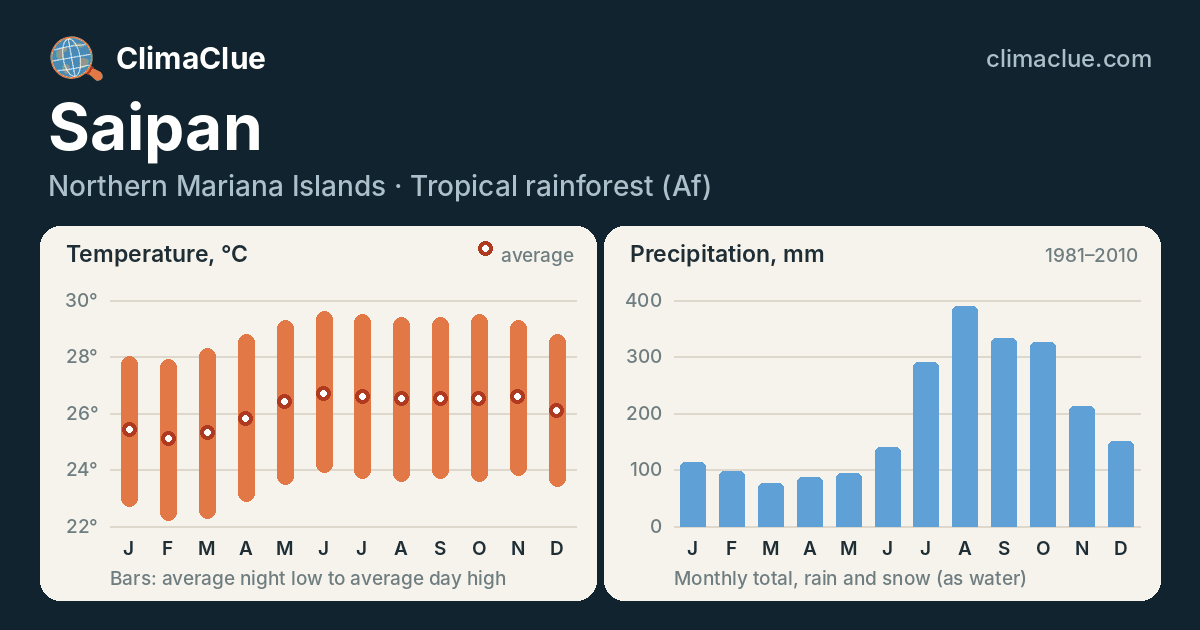 ClimaClue
climaclue.com
Saipan
Northern Mariana Islands · Tropical rainforest (Af)
Temperature, °C
average
30°
28°
26°
24°
22°
J F M A M J J A S O N D
Bars: average night low to average day high
Precipitation, mm
1981–2010
400
300
200
100
0
J F M A M J J A S O N D
Monthly total, rain and snow (as water)